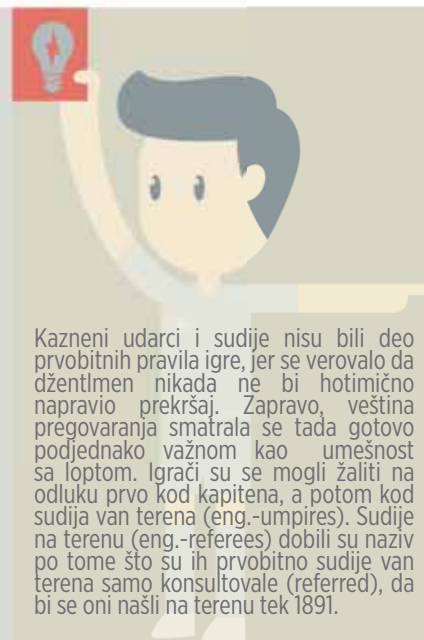 Kazneni udarci i sudije nisu bili deo
prvobitnih pravila igre, jer se verovalo da
džentlmen nikada ne bi hotimično
napravio prekršaj. Zapravo, veština
pregovaranja smatrala se tada gotovo
podjednako važnom kao umešnost
sa loptom. Igrači su se mogli žaliti na
odluku prvo kod kapitena, a potom kod
sudija van terena (eng.-umpires). Sudije
na terenu (eng.-referees) dobili su naziv
po tome što su ih prvobitno sudije van
terena samo konsultovale (referred), da
bi se oni našli na terenu tek 1891.